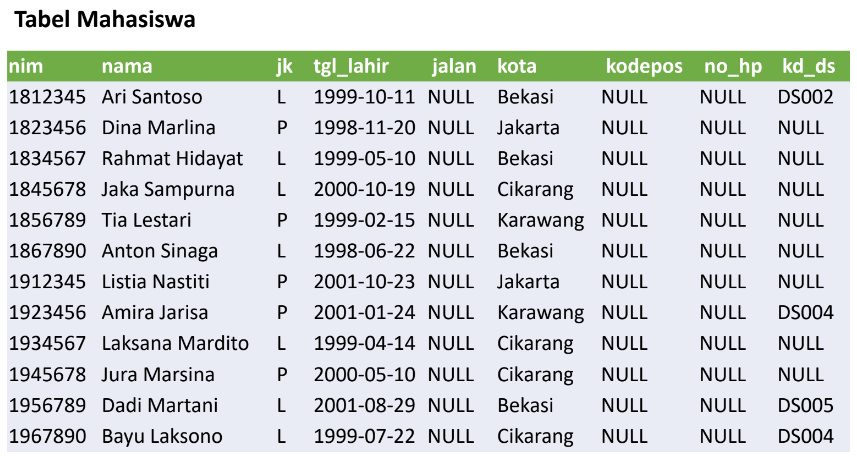 Tabel Mahasiswa
nim nama jk tgl_lahir jalan kota kodepos no_hp kd_ds
1812345 Ari Santoso L 1999-10-11 NULL Bekasi NULL NULL DS002
1823456 Dina Marlina P 1998-11-20 NULL Jakarta NULL NULL NULL
1834567 Rahmat Hidayat L 1999-05-10 NULL Bekasi NULL NULL NULL
1845678 Jaka Sampurna L 2000-10-19 NULL Cikarang NULL NULL NULL
1856789 Tia Lestari P 1999-02-15 NULL Karawang NULL NULL NULL
1867890 Anton Sinaga L 1998-06-22 NULL Bekasi NULL NULL NULL
1912345 Listia Nastiti P 2001-10-23 NULL Jakarta NULL NULL NULL
1923456 Amira Jarisa P 2001-01-24 NULL Karawang NULL NULL DS004
1934567 Laksana Mardito L 1999-04-14 NULL Cikarang NULL NULL NULL
1945678 Jura Marsina P 2000-05-10 NULL Cikarang NULL NULL NULL
1956789 Dadi Martani L 2001-08-29 NULL Bekasi NULL NULL DS005
1967890 Bayu Laksono L 1999-07-22 NULL Cikarang NULL NULL DS004